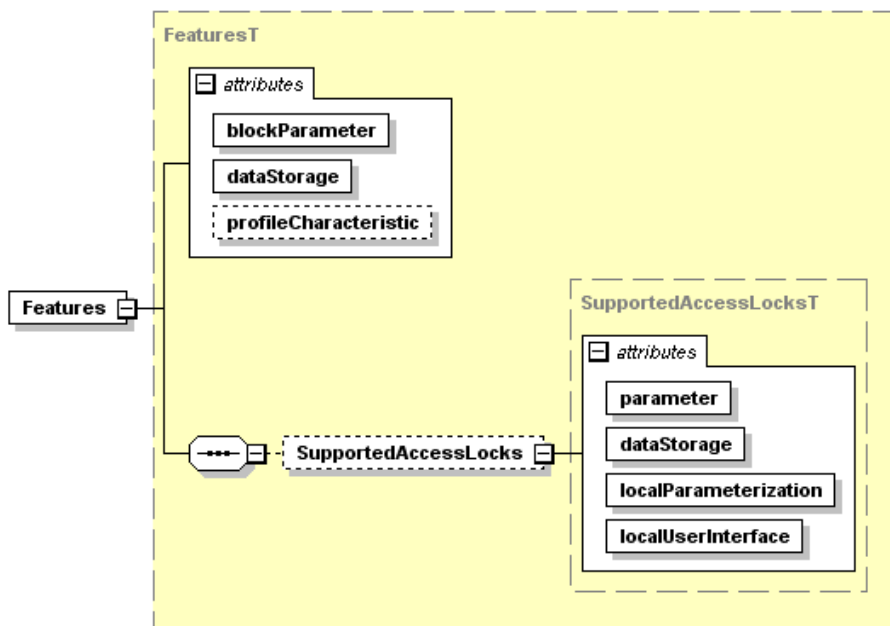 FeaturesT
attributes
blockParameter
dataStorage
profileCharacteristic
Features
SupportedAccessLocksT
attributes
parameter
SupportedAccessLocks
dataStorage
localParameterization
localUserInterface